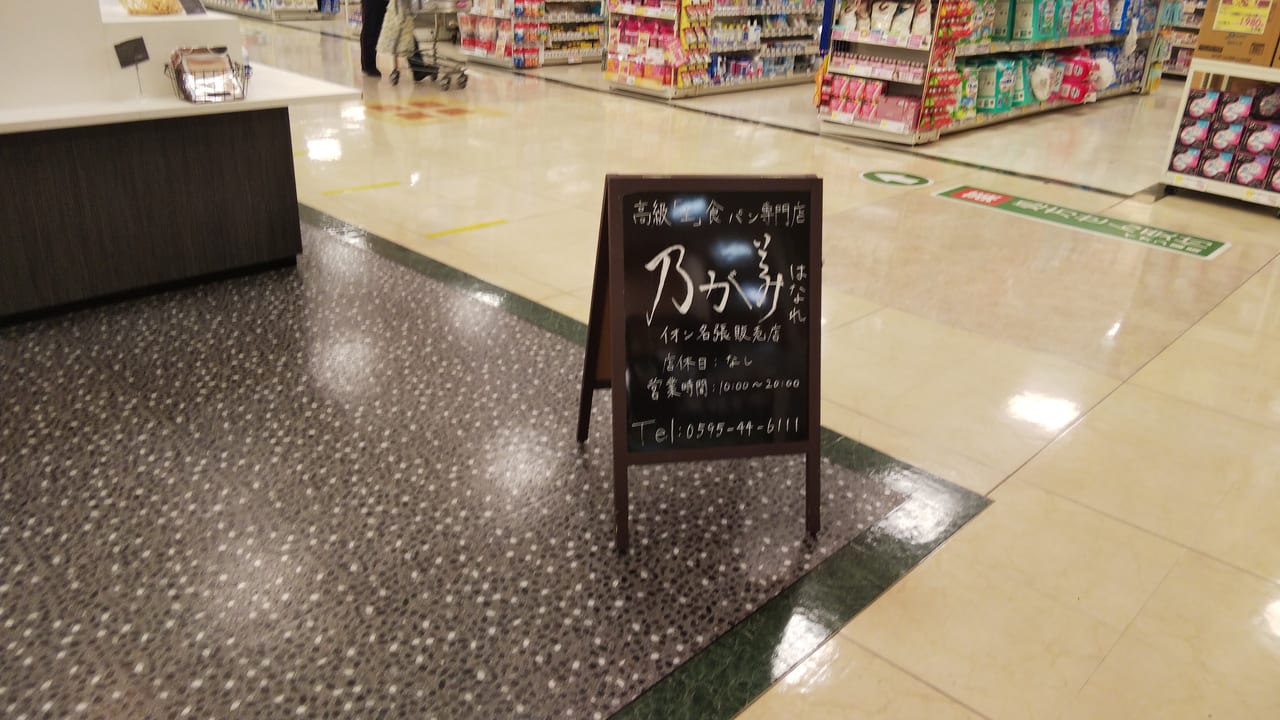 高級「生」食パン専門店
乃が美
はなれ
イオン名張販売店
店休日：なし
営業時間：10:00〜20:00
Tel:0595-44-6111